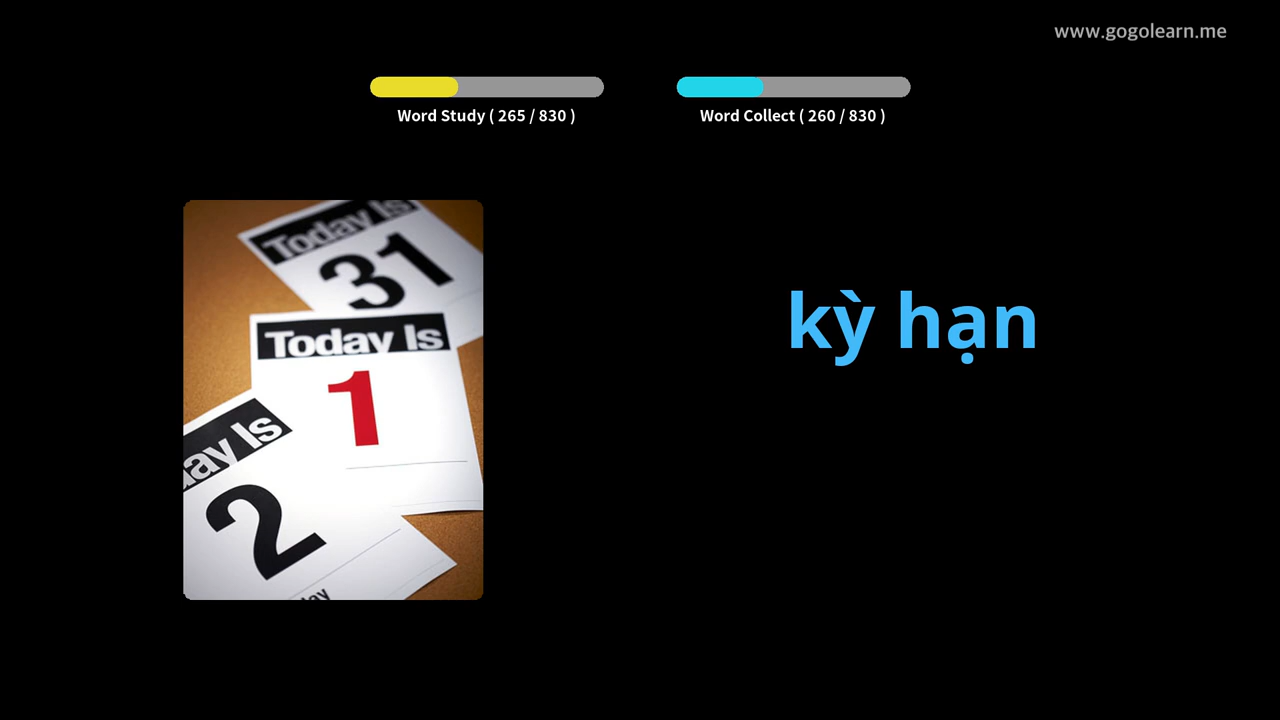 www.gogolearn.me
Word Study ( 265 / 830 )
Word Collect ( 260 / 830 )
Today Is
31
Today Is
1
ay Is
2
day
kỳ hạn